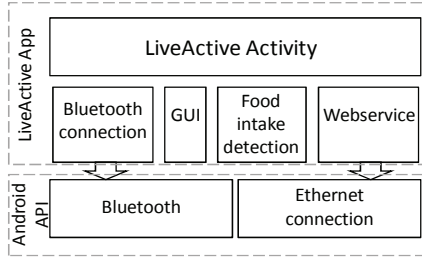 LiveActive App
LiveActive Activity
Bluetooth
connection
GUI
Food
intake
detection
Webservice
Android
API
Bluetooth
Ethernet
connection